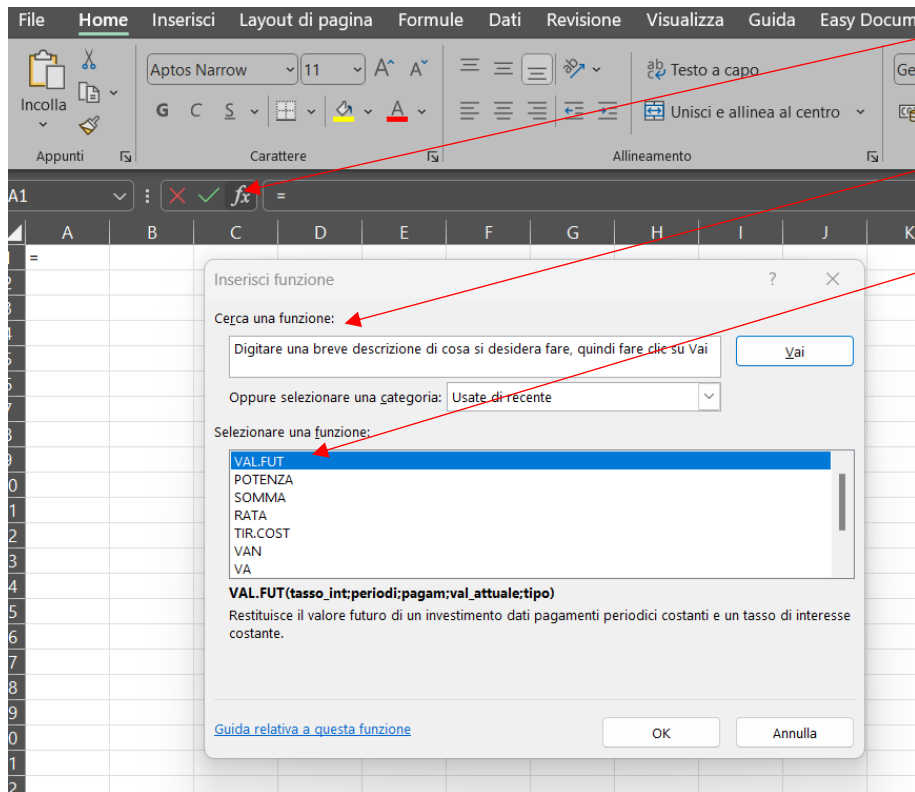 File Home Inserisci Layout di pagina Formule Dati Revisione Visualizza Guida Easy Docum
Incolla
Aptos Narrow 11 A A
G C S A
ab Testo a capo
Unisci e allinea al centro
Ge
Appunti Carattere Allineamento
A1 fx =
A B C D E F G H I J K
=
Inserisci funzione ?
Cerca una funzione:
Digitare una breve descrizione di cosa si desidera fare, quindi fare clic su Vai
Vai
Oppure selezionare una categoria: Usate di recente
Selezionare una funzione:
VAL.FUT
POTENZA
SOMMA
RATA
TIR.COST
VAN
VA
VAL.FUT(tasso_int;periodi;pagam;val_attuale;tipo)
Restituisce il valore futuro di un investimento dati pagamenti periodici costanti e un tasso di interesse
costante.
Guida relativa a questa funzione
OK Annulla